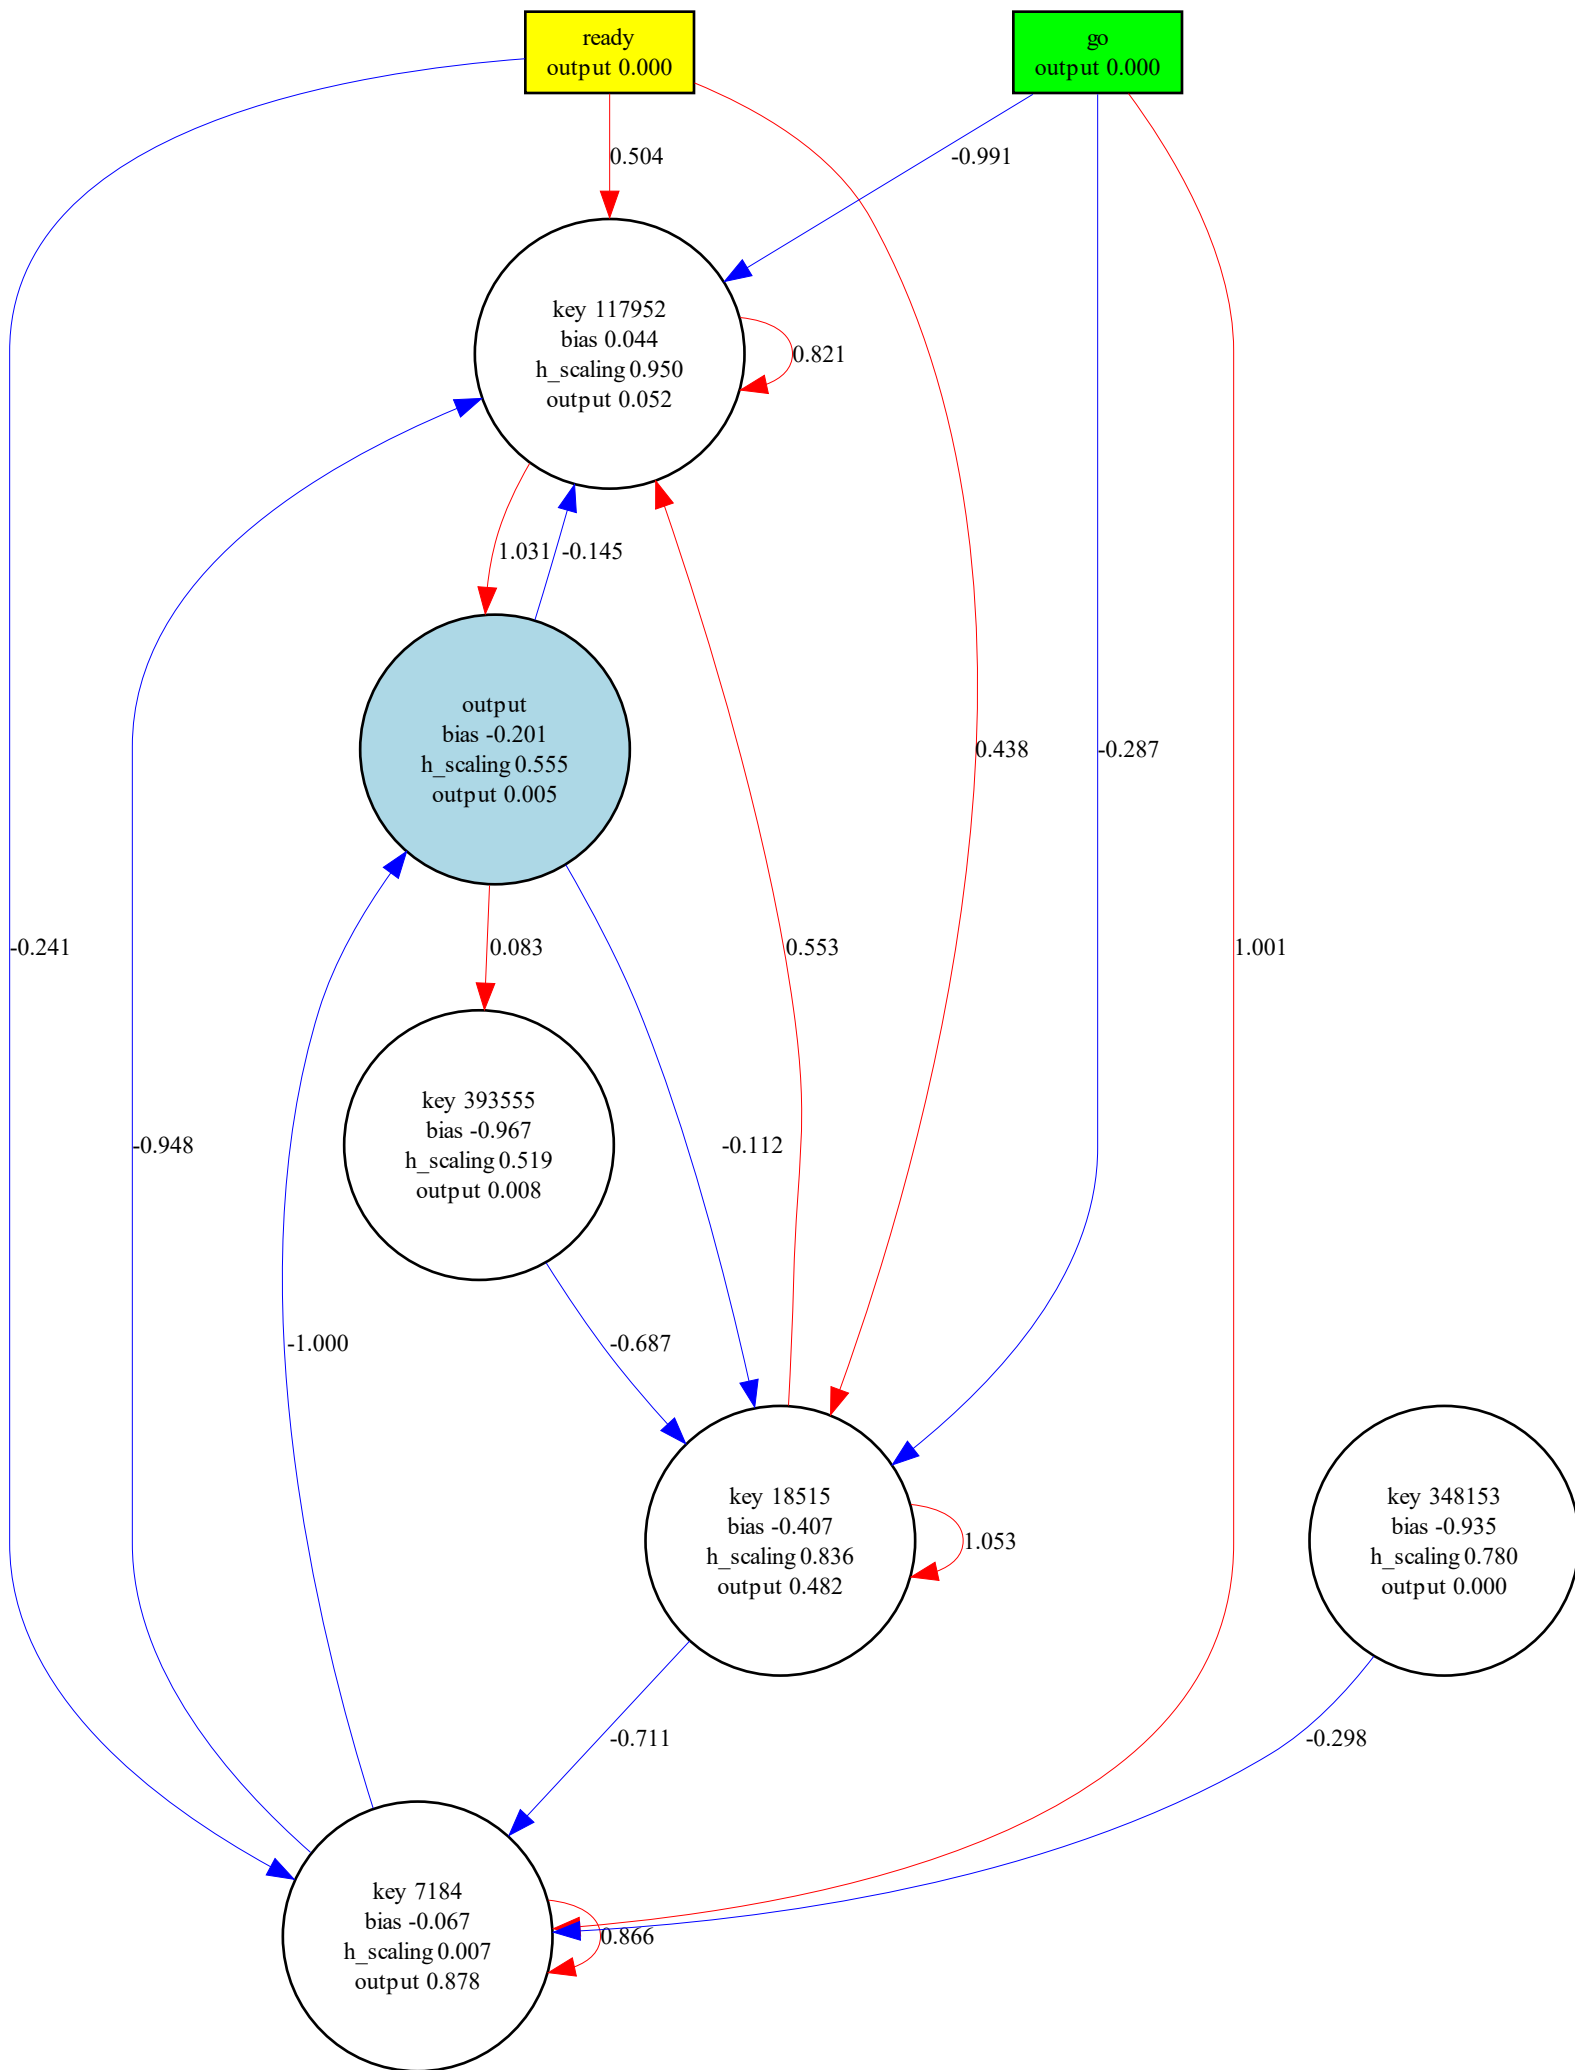 ready
output 0.000
go
output 0.000
0.504
-0.991
key 117952
bias 0.044
h_scaling 0.950
output 0.052
0.821
1.031
-0.145
output
bias -0.201
h_scaling 0.555
output 0.005
0.438
-0.287
-0.241
0.083
0.553
1.001
key 393555
bias -0.967
h_scaling 0.519
output 0.008
-0.948
-0.112
-1.000
-0.687
key 18515
bias -0.407
h_scaling 0.836
output 0.482
1.053
key 348153
bias -0.935
h_scaling 0.780
output 0.000
-0.711
-0.298
key 7184
bias -0.067
h_scaling 0.007
output 0.878
0.866